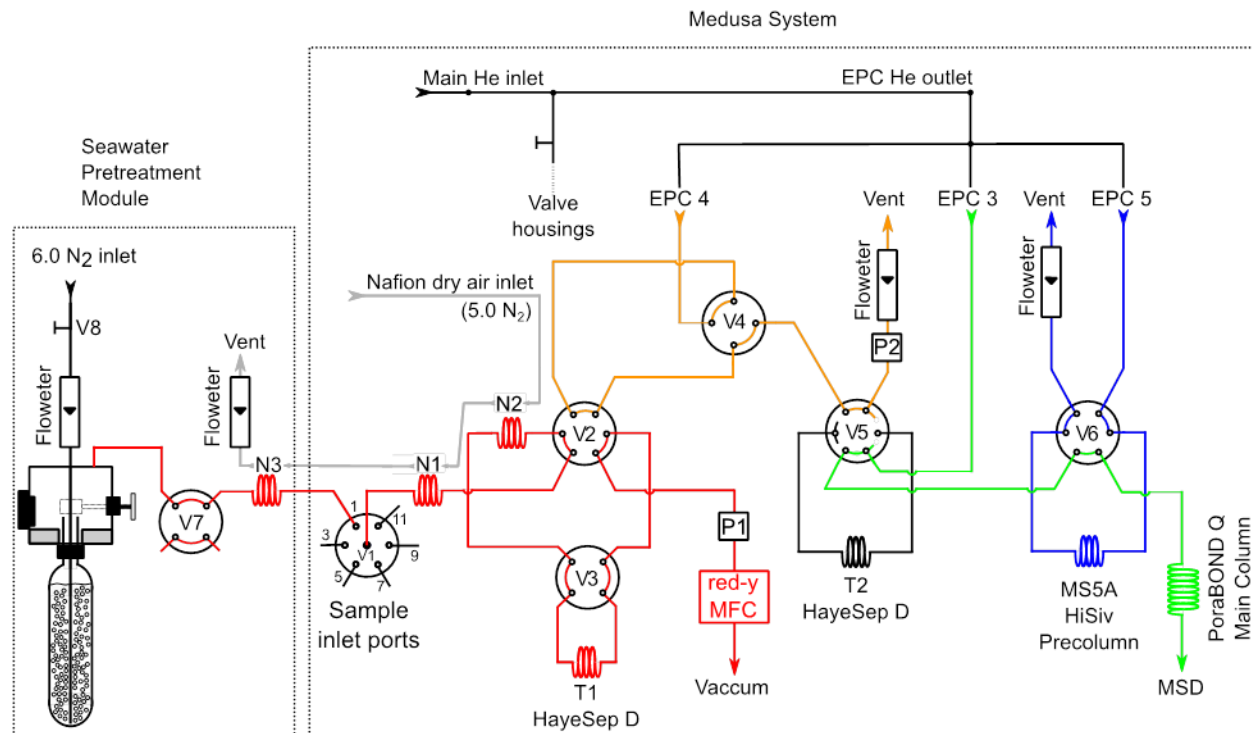 Medusa System
Main He inlet
EPC He outlet
Seawater
Pretreatment
Module
Valve
housings
EPC 4
Vent
EPC 3
Vent
EPC 5
6.0 N2 inlet
Nafion dry air inlet
(5.0 N2)
Floweter
Floweter
V8
Vent
V4
P2
Floweter
Floweter
N2
V2
V5
V6
N3
N1
V7
1
11
3
V1
9
5
7
P1
V3
Sample
inlet ports
red-y
MFC
T2
HayeSep D
MS5A
HiSiv
Precolumn
PoraBOND Q
Main Column
T1
HayeSep D
Vaccum
MSD